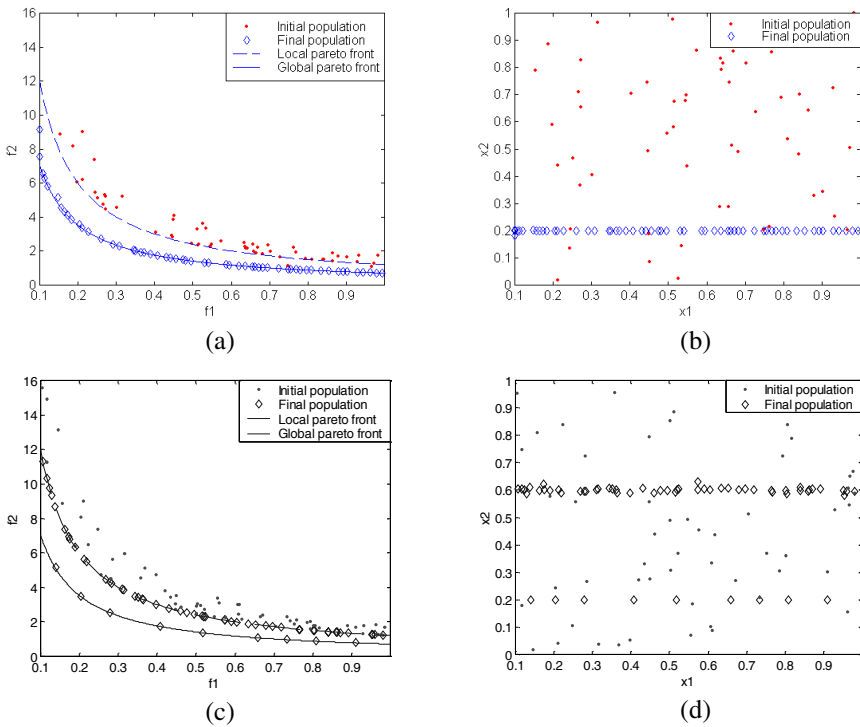 16
14
12
10
8
6
4
2
0
f2
0.1 0.2 0.3 0.4 0.5 0.6 0.7 0.8 0.9
f1
Initial population
Final population
Local pareto front
Global pareto front
(a)
1
0.9
0.8
0.7
0.6
0.5
0.4
0.3
0.2
0.1
0
x2
0.1 0.2 0.3 0.4 0.5 0.6 0.7 0.8 0.9
x1
Initial population
Final population
(b)
16
14
12
10
8
6
4
2
0
f2
0.1 0.2 0.3 0.4 0.5 0.6 0.7 0.8 0.9
f1
Initial population
Final population
Local pareto front
Global pareto front
(c)
1
0.9
0.8
0.7
0.6
0.5
0.4
0.3
0.2
0.1
0
x2
0.1 0.2 0.3 0.4 0.5 0.6 0.7 0.8 0.9
x1
Initial population
Final population
(d)